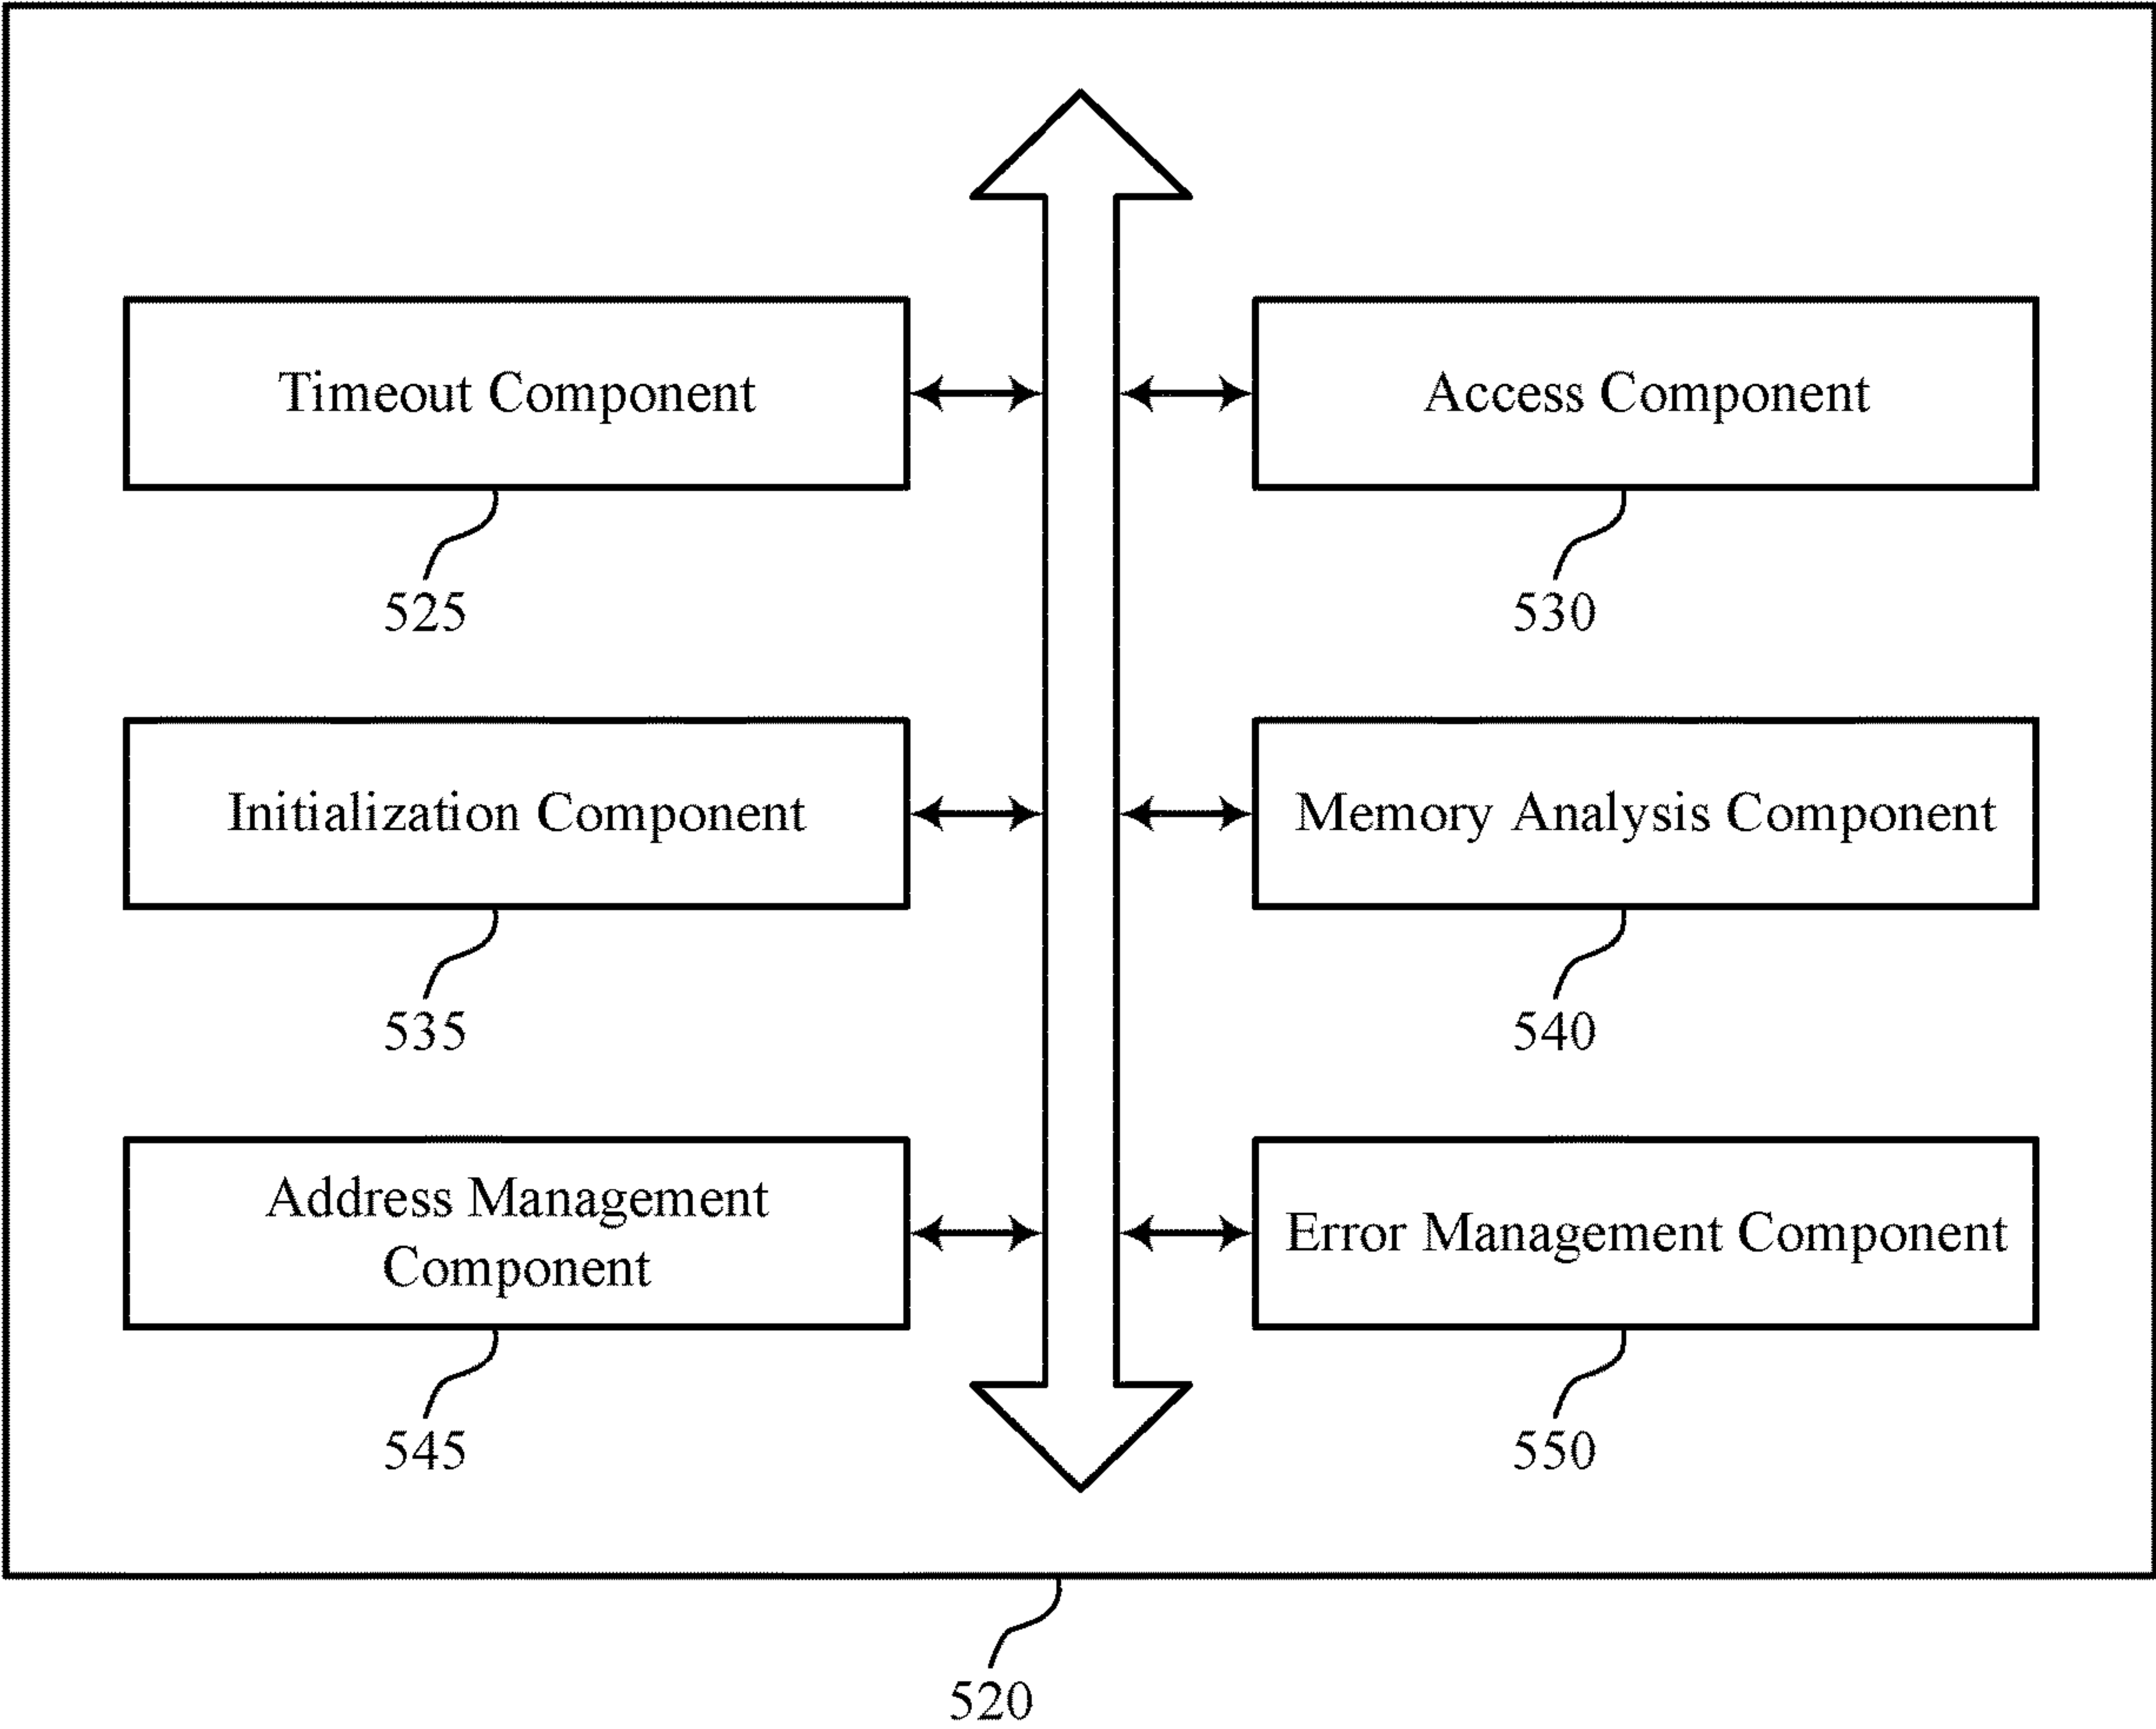 Timeout Component
Access Component
525
530
Initialization Component
Memory Analysis Component
535
540
Address Management
Component
Error Management Component
545
550
520